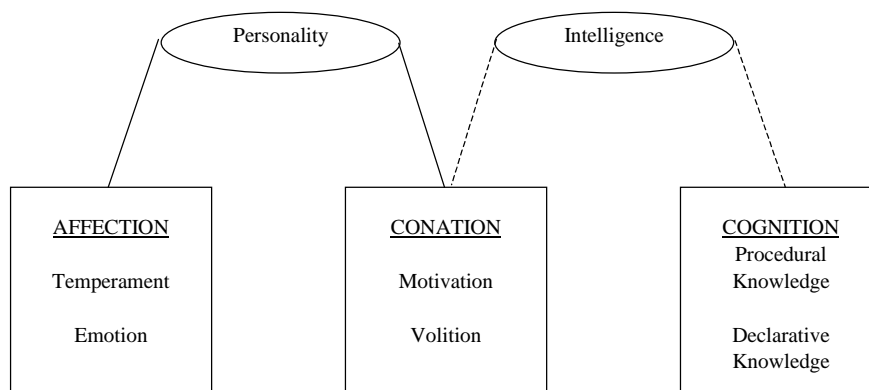 Personality
Intelligence
AFFECTION
Temperament
Emotion
CONATION
Motivation
Volition
COGNITION
Procedural
Knowledge
Declarative
Knowledge